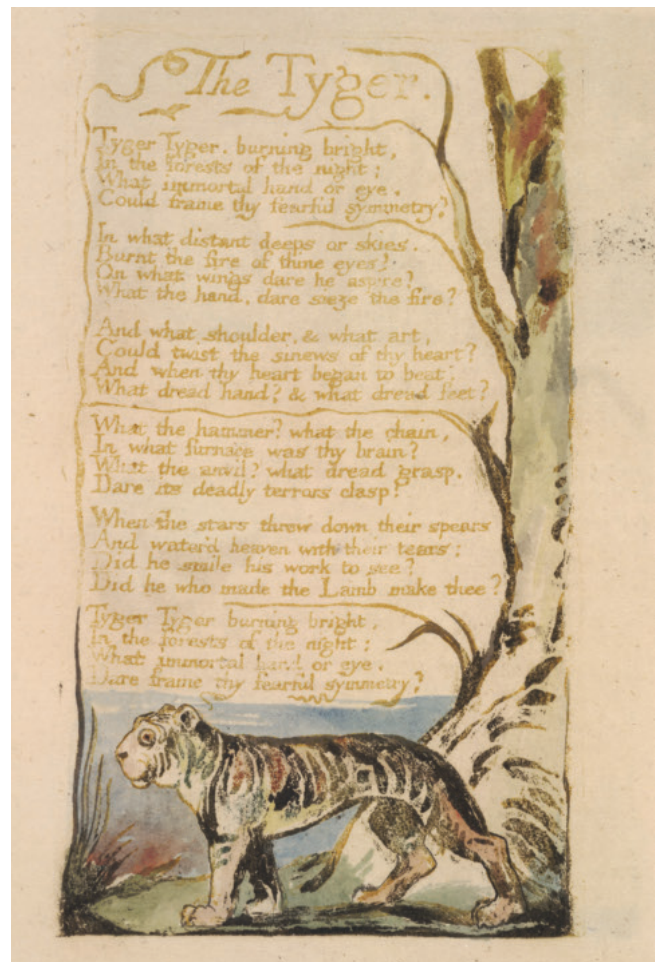 The Tyger.
Tyger Tyger. burning bright,
In the forests of the night;
What immortal hand or eye.
Could frame thy fearful symmetry?
In what distant deeps or skies.
Burnt the fire of thine eyes?
On what wings dare he aspire?
What the hand, dare sieze the fire?
And what shoulder, & what art,
Could twist the sinews of thy heart?
And when thy heart began to beat,
What dread hand? & what dread feet?
What the hammer? what the chain,
In what furnace was thy brain?
What the anvil? what dread grasp.
Dare its deadly terrors clasp?
When the stars threw down their spears
And water'd heaven with their tears:
Did he smile his work to see?
Did he who made the Lamb make thee?
Tyger Tyger burning bright,
In the forests of the night:
What immortal hand or eye.
Dare frame thy fearful symmetry?